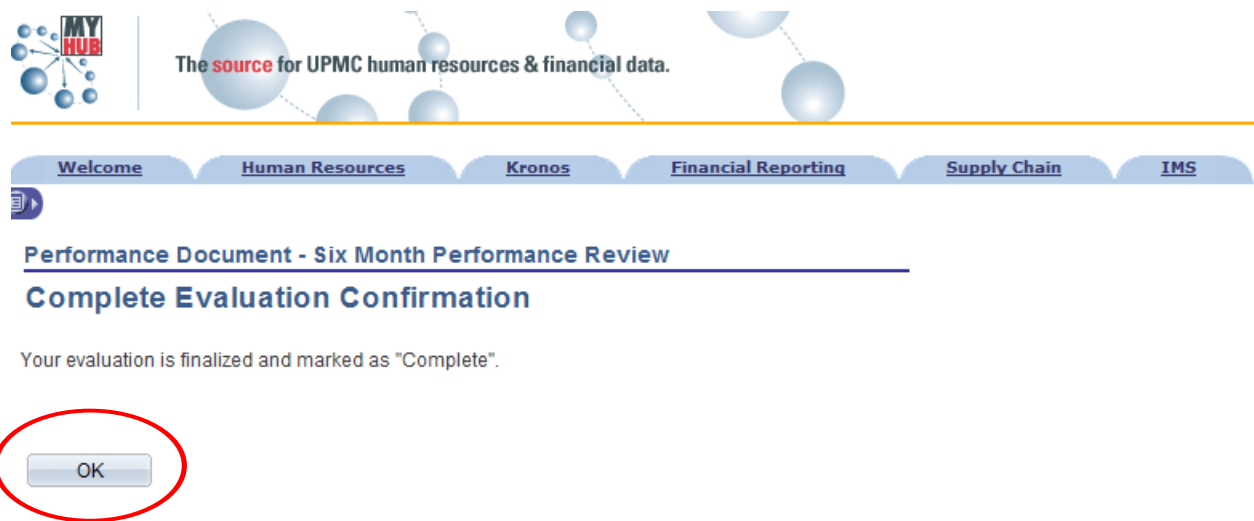 MY
HUB
The source for UPMC human resources & financial data.
Welcome Human Resources Kronos Financial Reporting Supply Chain IMS
Performance Document - Six Month Performance Review
Complete Evaluation Confirmation
Your evaluation is finalized and marked as "Complete".
OK